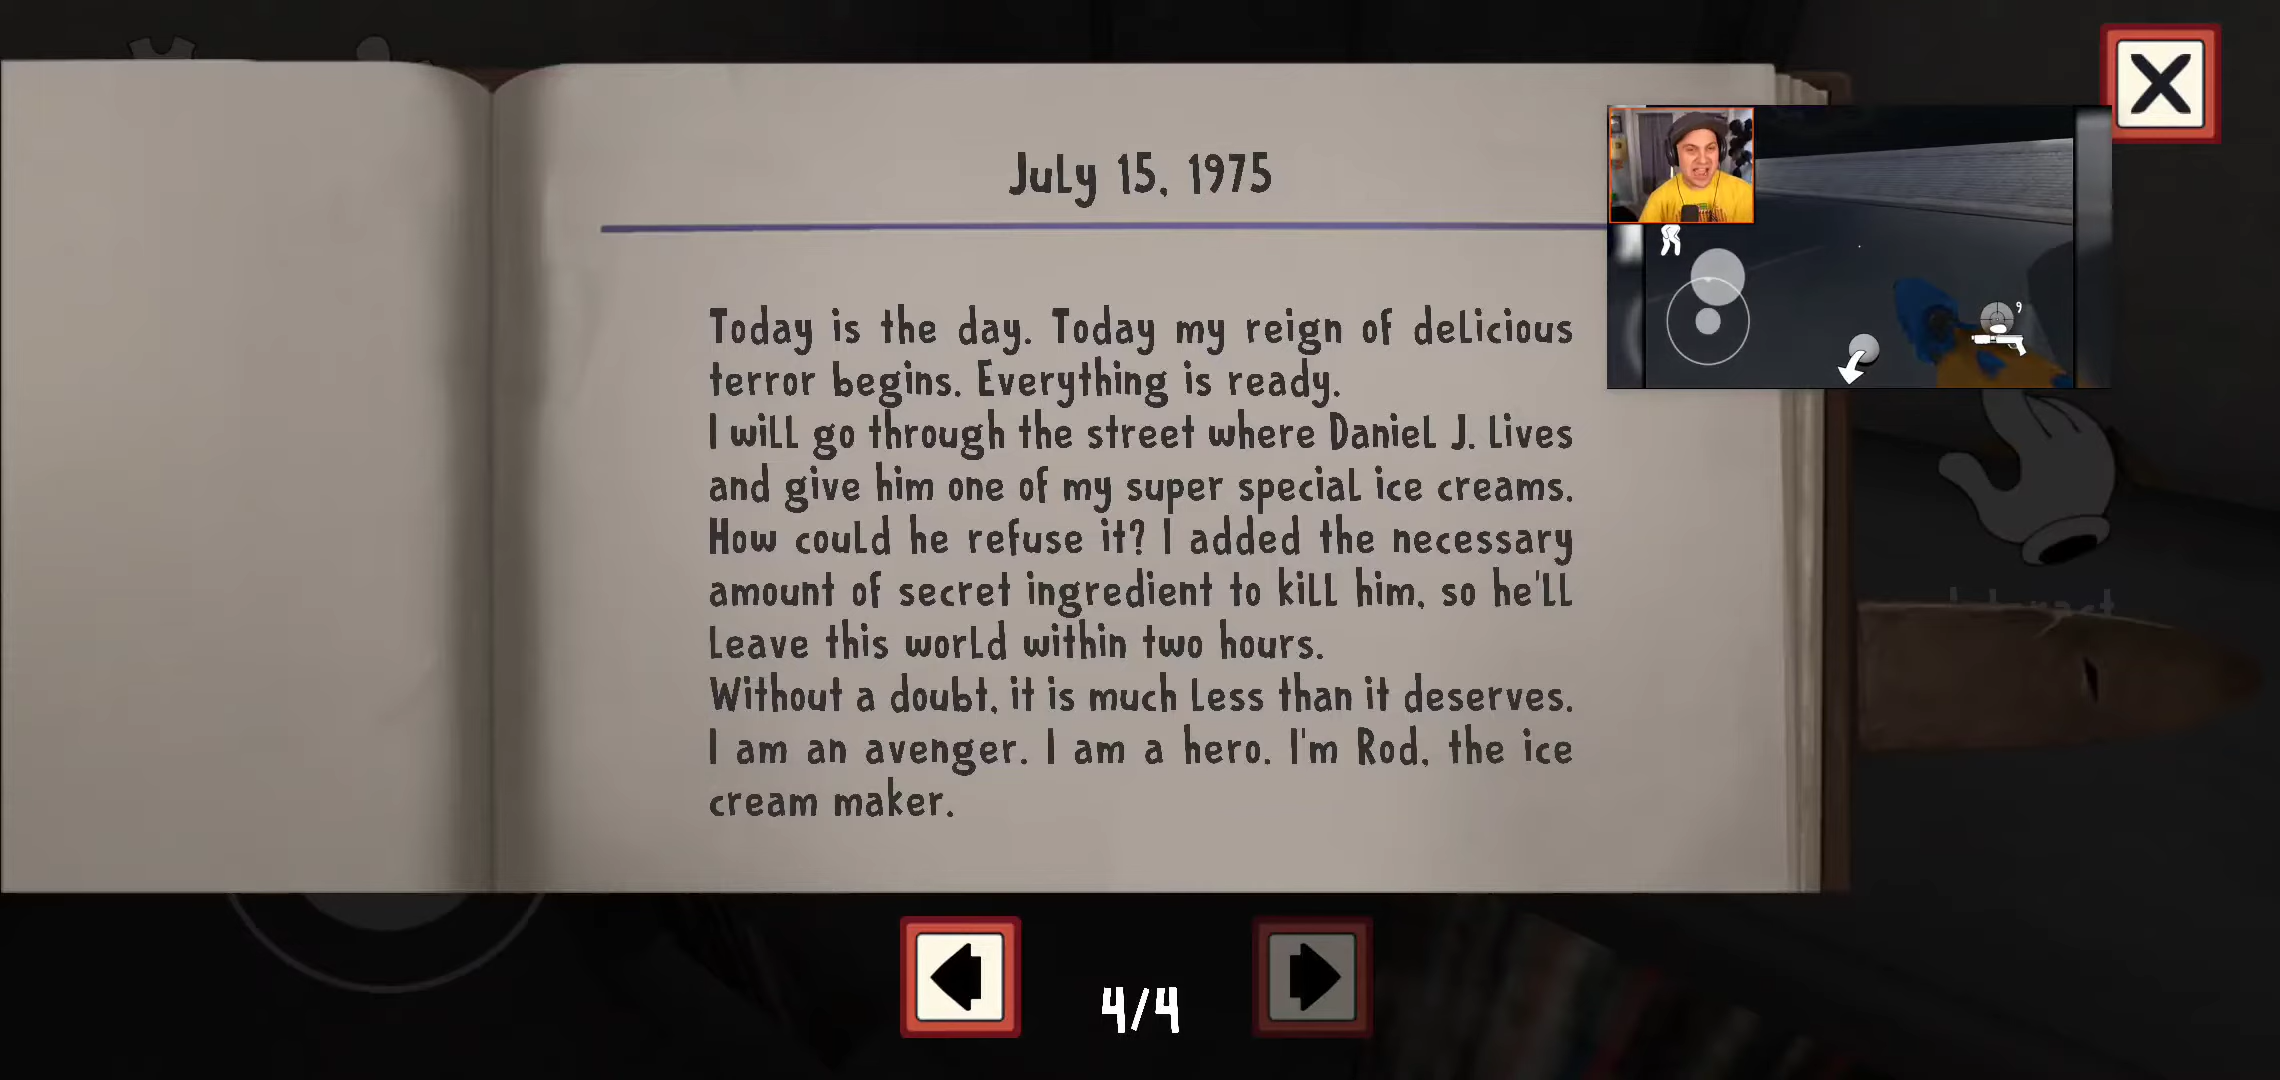 July 15, 1975
Today is the day. Today my reign of delicious
terror begins. Everything is ready.
I will go through the street where Daniel J. lives
and give him one of my super special ice creams.
How could he refuse it? I added the necessary
amount of secret ingredient to kill him, so he'll
leave this world within two hours.
Without a doubt, it is much less than it deserves.
I am an avenger. I am a hero. I'm Rod, the ice
cream maker.
9
Interact
4/4